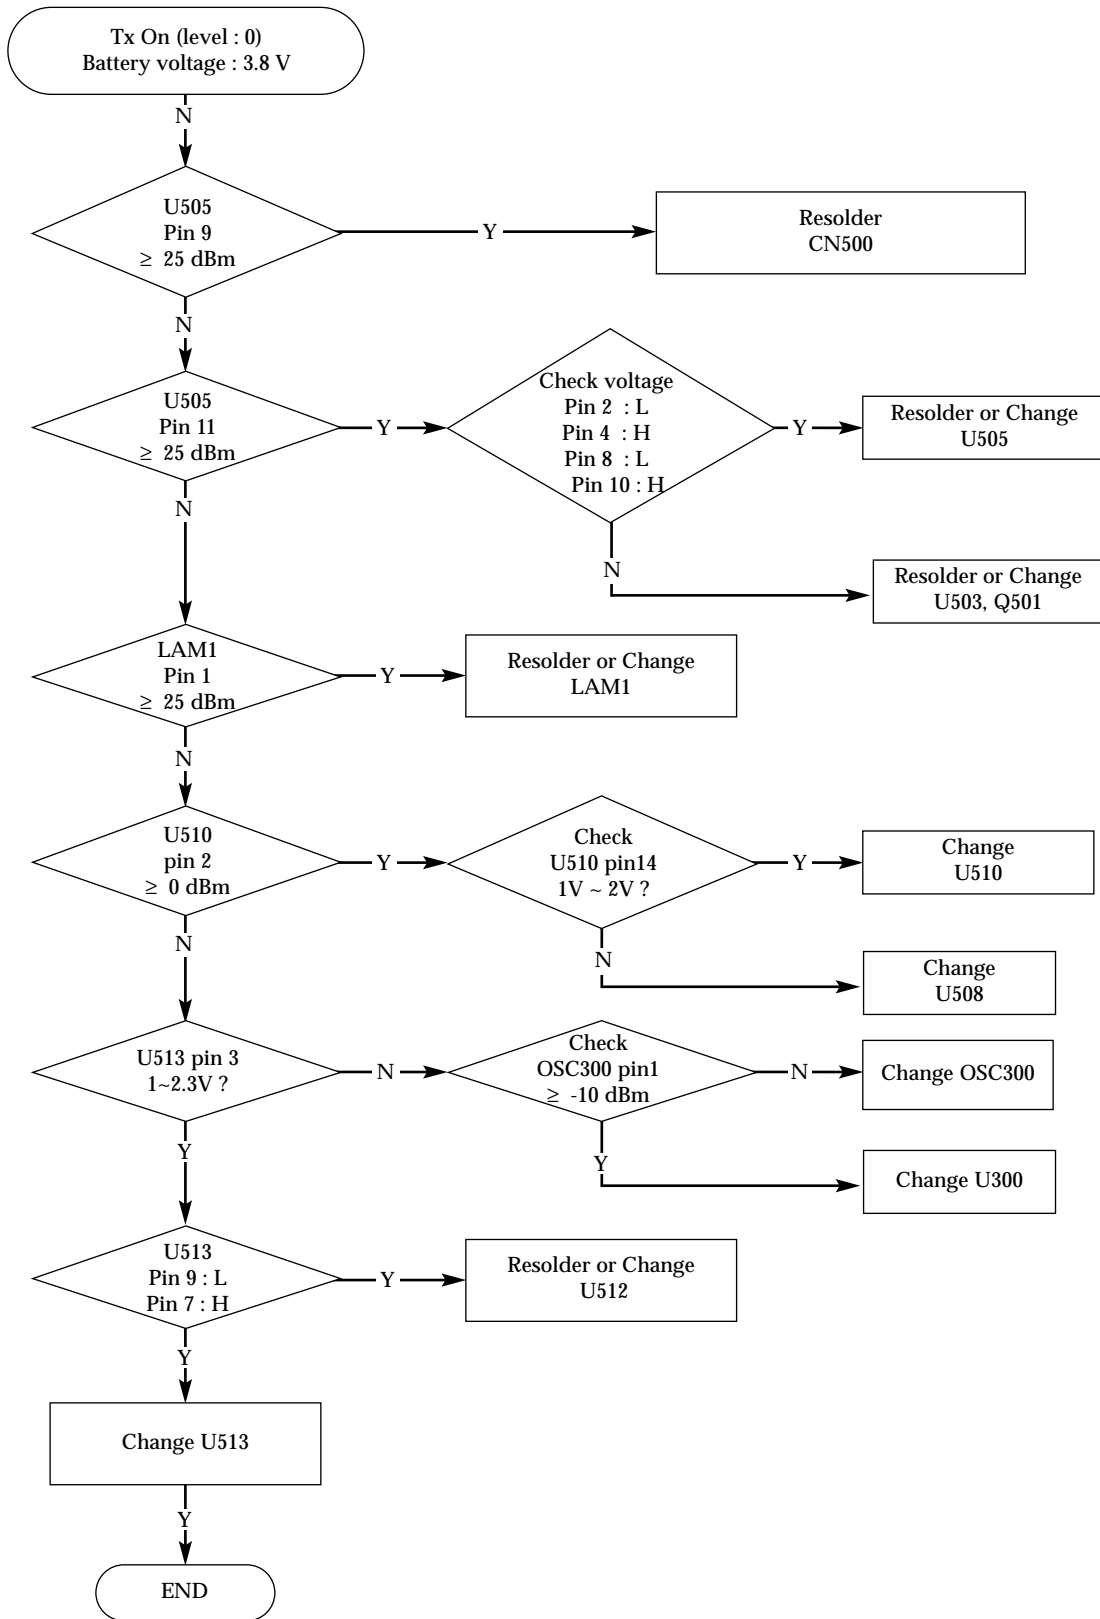 Tx On (level : 0)
Battery voltage : 3.8 V
N
U505
Pin 9
≥ 25 dBm
Y
Resolder
CN500
N
U505
Pin 11
≥ 25 dBm
Y
Check voltage
Pin 2 : L
Pin 4 : H
Pin 8 : L
Pin 10 : H
Y
Resolder or Change
U505
N
Resolder or Change
U503, Q501
N
LAM1
Pin 1
≥ 25 dBm
Y
Resolder or Change
LAM1
N
U510
pin 2
≥ 0 dBm
Y
Check
U510 pin14
1V ~ 2V ?
Y
Change
U510
N
Change
U508
N
U513 pin 3
1~2.3V ?
N
Check
OSC300 pin1
≥ -10 dBm
N
Change OSC300
Y
Change U300
Y
U513
Pin 9 : L
Pin 7 : H
Y
Resolder or Change
U512
Y
Change U513
Y
END